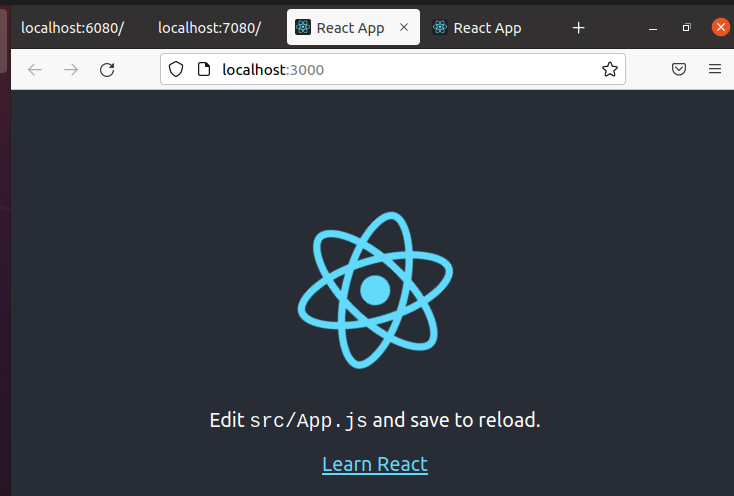 localhost:6080/ localhost:7080/ React App React App
localhost:3000
Edit src/App.js and save to reload.
Learn React